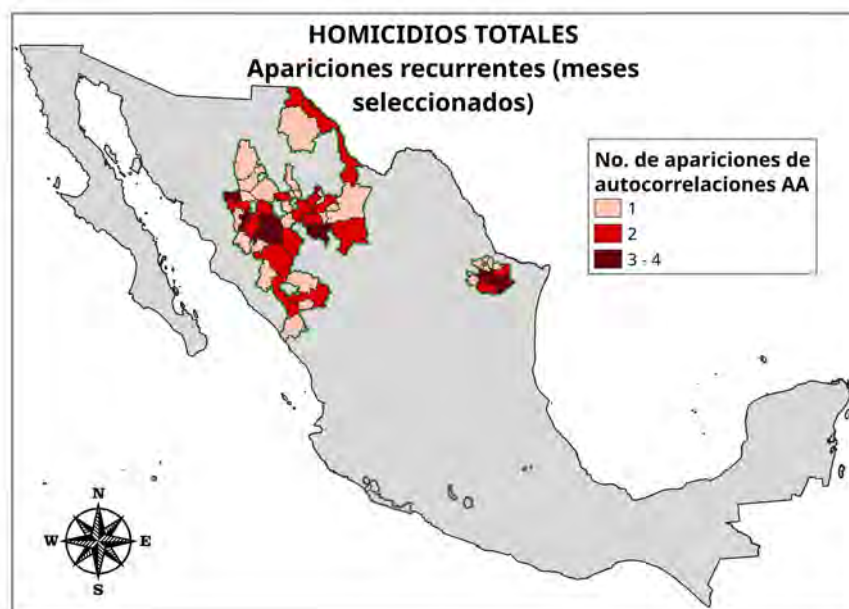 HOMICIDIOS TOTALES
Apariciones recurrentes (meses
seleccionados)
No. de apariciones de
autocorrelaciones AA
1
2
3 - 4
N
W
E
S